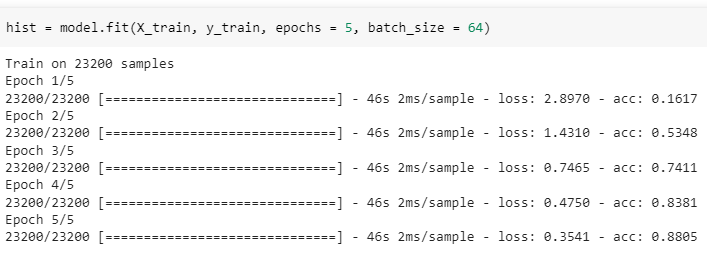 hist = model.fit(X_train, y_train, epochs = 5, batch_size = 64)
Train on 23200 samples
Epoch 1/5
23200/23200 [==============================] - 46s 2ms/sample - loss: 2.8970 - acc: 0.1617
Epoch 2/5
23200/23200 [==============================] - 46s 2ms/sample - loss: 1.4310 - acc: 0.5348
Epoch 3/5
23200/23200 [==============================] - 46s 2ms/sample - loss: 0.7465 - acc: 0.7411
Epoch 4/5
23200/23200 [==============================] - 46s 2ms/sample - loss: 0.4750 - acc: 0.8381
Epoch 5/5
23200/23200 [==============================] - 46s 2ms/sample - loss: 0.3541 - acc: 0.8805